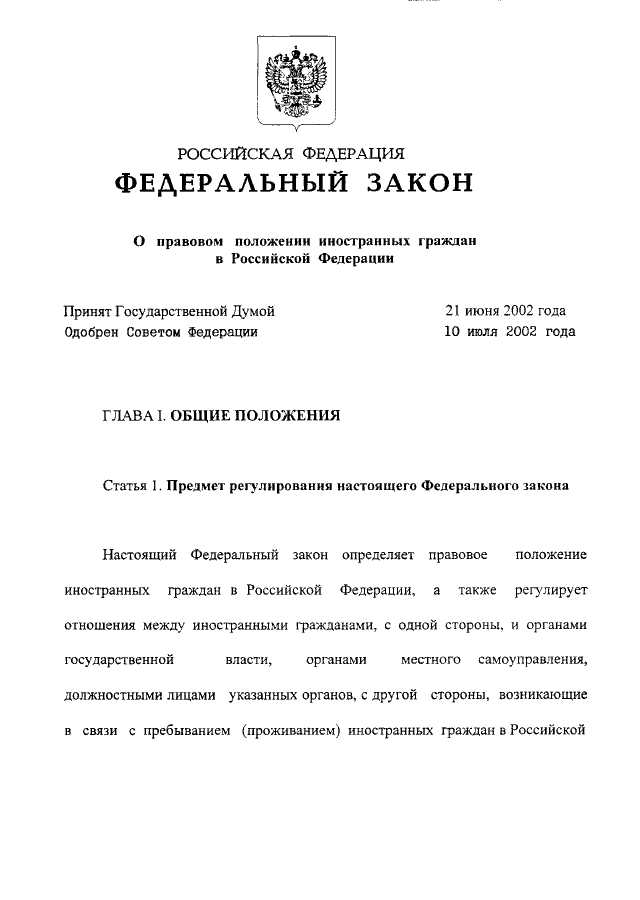 РОССИЙСКАЯ ФЕДЕРАЦИЯ
ФЕДЕРАЛЬНЫЙ ЗАКОН
О правовом положении иностранных граждан
в Российской Федерации
Принят Государственной Думой 21 июня 2002 года
Одобрен Советом Федерации 10 июля 2002 года
ГЛАВА I. ОБЩИЕ ПОЛОЖЕНИЯ
Статья 1. Предмет регулирования настоящего Федерального закона
Настоящий Федеральный закон определяет правовое положение
иностранных граждан в Российской Федерации, а также регулирует
отношения между иностранными гражданами, с одной стороны, и органами
государственной власти, органами местного самоуправления,
должностными лицами указанных органов, с другой стороны, возникающие
в связи с пребыванием (проживанием) иностранных граждан в Российской